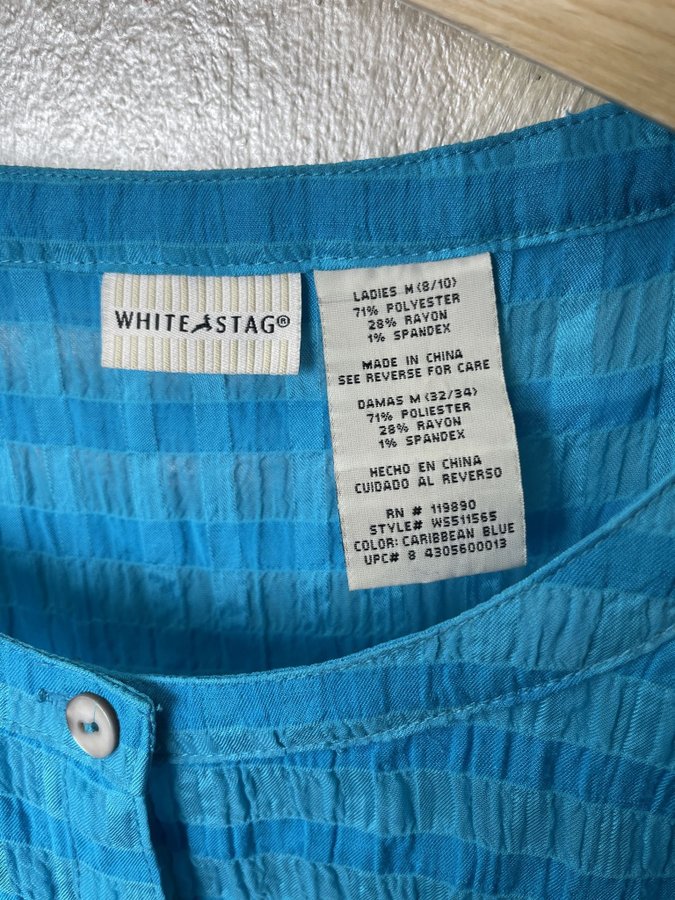 WHITE STAG®
LADIES M (8/10)
71% POLYESTER
28% RAYON
1% SPANDEX
MADE IN CHINA
SEE REVERSE FOR CARE
DAMAS M (32/34)
71% POLIESTER
28% RAYON
1% SPANDEX
HECHO EN CHINA
CUIDADO AL REVERSO
RN # 119890
STYLE# WS511565
COLOR: CARIBBEAN BLUE
UPC# 8 4305600013